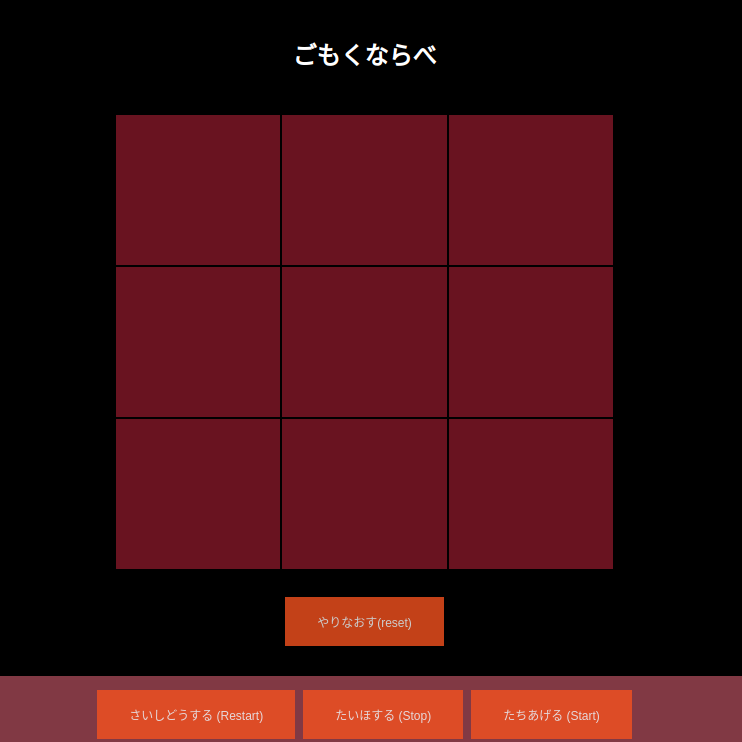 ごもくならべ
やりなおす(reset)
さいしどうする (Restart)
たいほする (Stop)
たちあげる (Start)